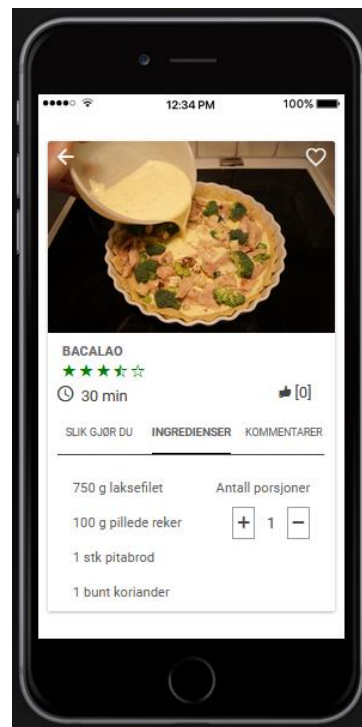 12:34 PM 100%
BACALAO
30 min [0]
SLIK GJØR DU INGREDIENSER KOMMENTARER
750 g laksefilet Antall porsjoner
100 g pillede reker + 1 −
1 stk pitabrod
1 bunt koriander